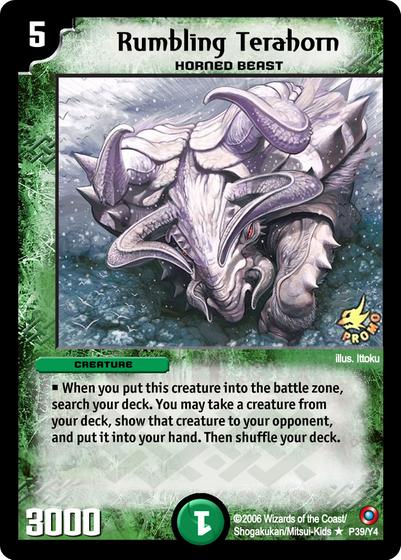 5
Rumbling Terahorn
HORNED BEAST
PROMO
illus. Ittoku
CREATURE
▪ When you put this creature into the battle zone,
search your deck. You may take a creature from
your deck, show that creature to your opponent,
and put it into your hand. Then shuffle your deck.
3000
1
©2006 Wizards of the Coast/
Shogakukan/Mitsui-Kids ★ P39/Y4